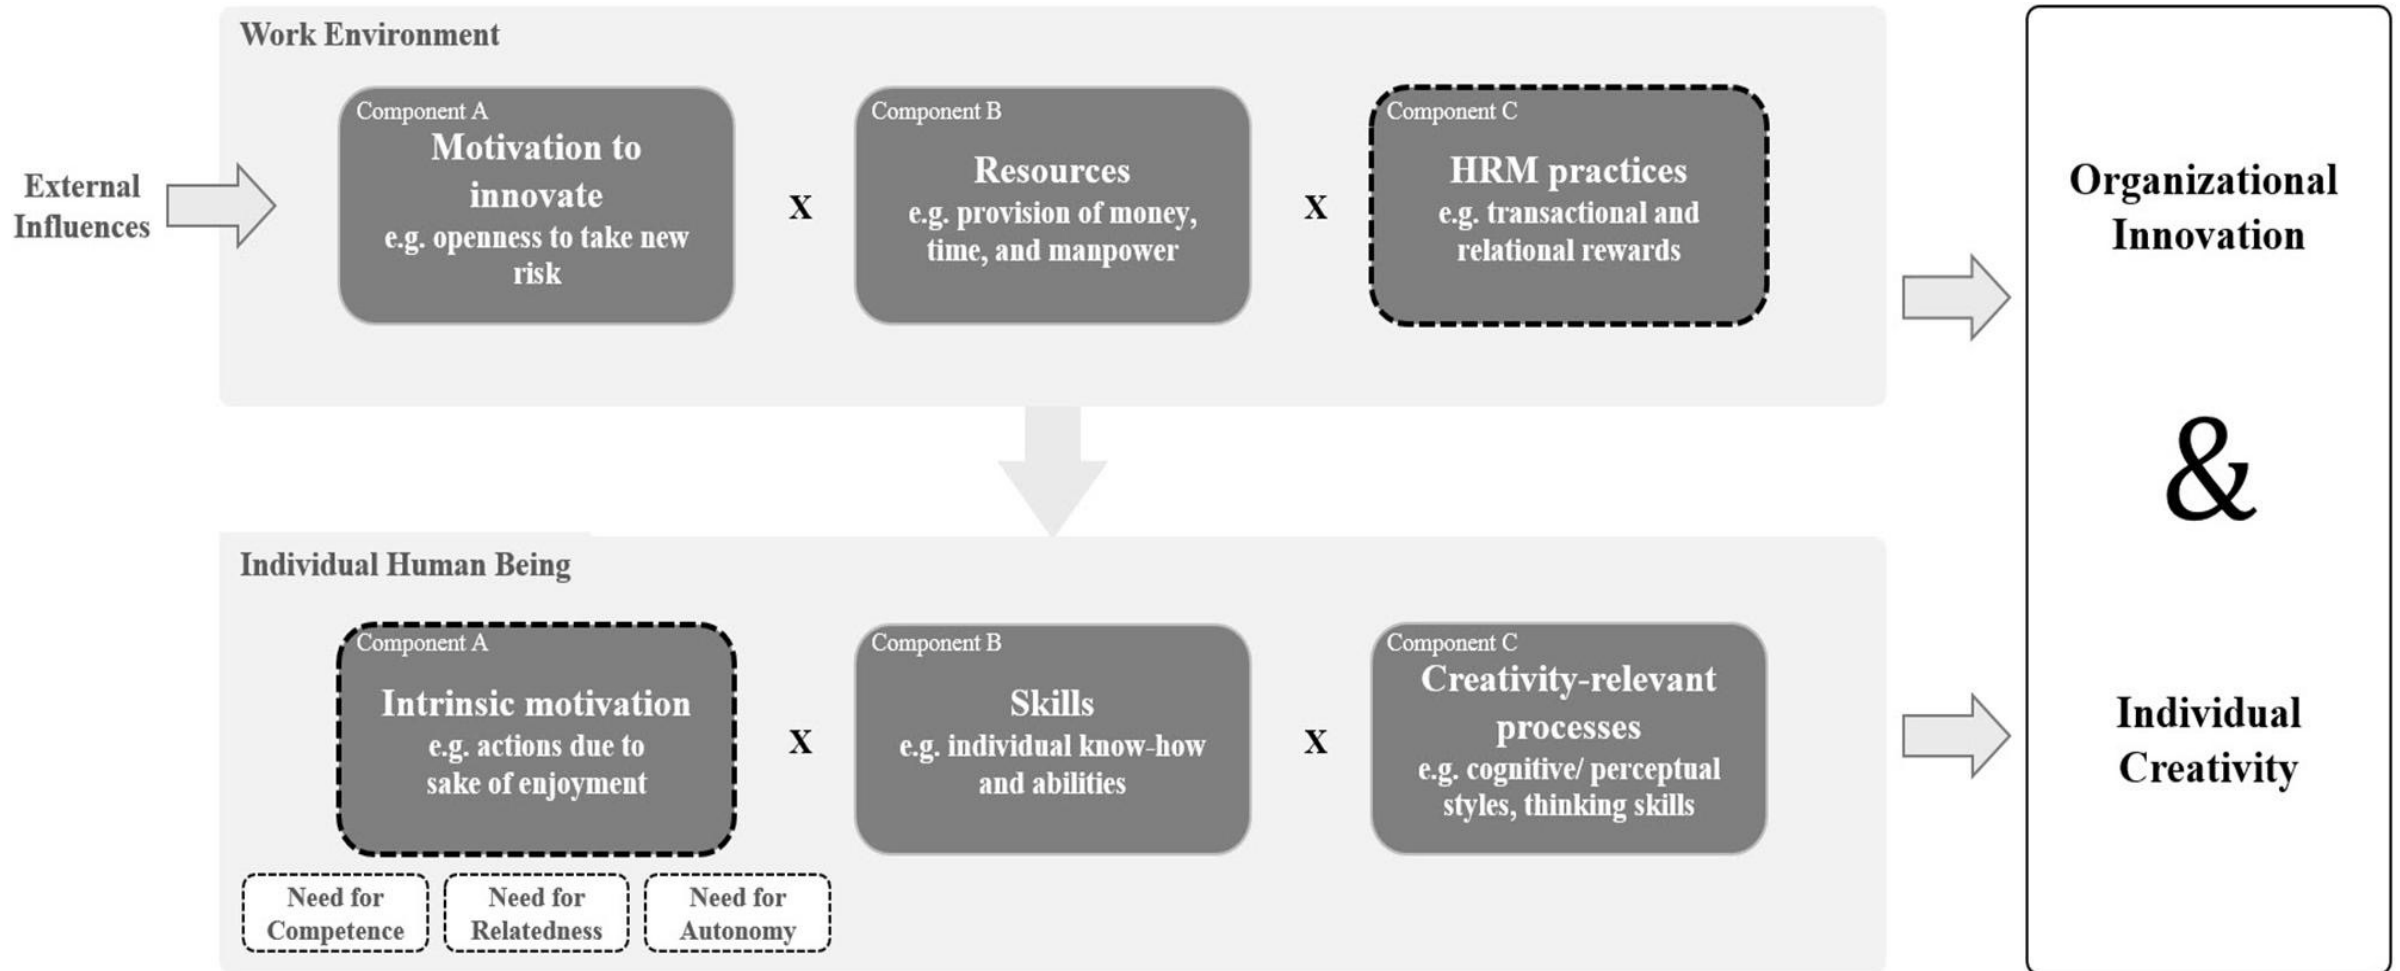 Work Environment
External
Influences
Component A
Motivation to
innovate
e.g. openness to take new
risk
X
Component B
Resources
e.g. provision of money,
time, and manpower
X
Component C
HRM practices
e.g. transactional and
relational rewards
Individual Human Being
Component A
Intrinsic motivation
e.g. actions due to
sake of enjoyment
X
Component B
Skills
e.g. individual know-how
and abilities
X
Component C
Creativity-relevant
processes
e.g. cognitive/ perceptual
styles, thinking skills
Need for
Competence
Need for
Relatedness
Need for
Autonomy
Organizational
Innovation
&
Individual
Creativity